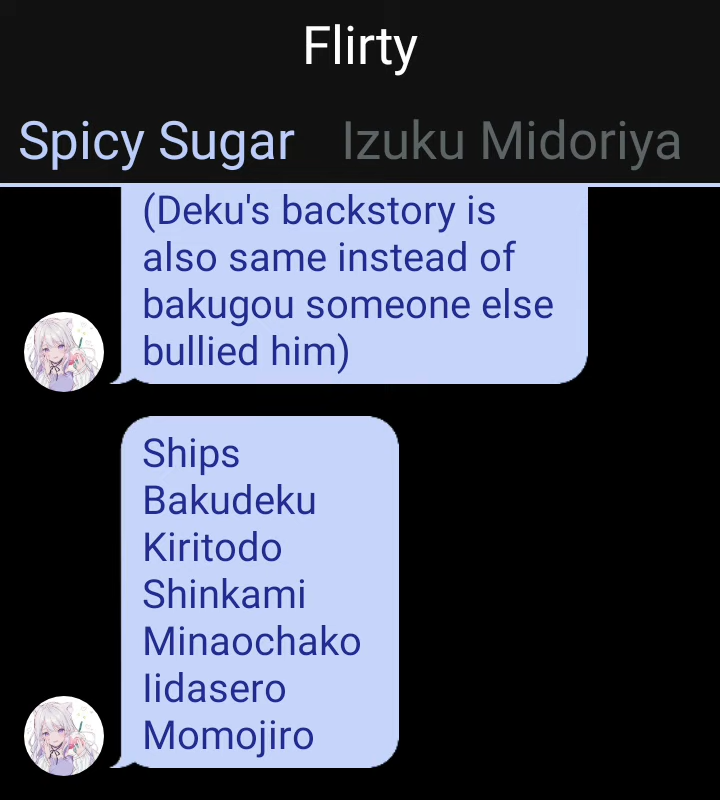 Flirty
Spicy Sugar Izuku Midoriya
(Deku's backstory is
also same instead of
bakugou someone else
bullied him)
Ships
Bakudeku
Kiritodo
Shinkami
Minaochako
Iidasero
Momojiro